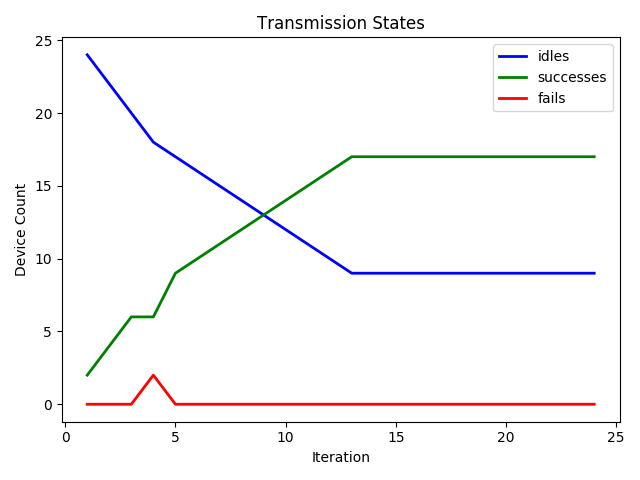 Transmission States
25
20
15
10
5
0
Device Count
idles
successes
fails
0 5 10 15 20 25
Iteration